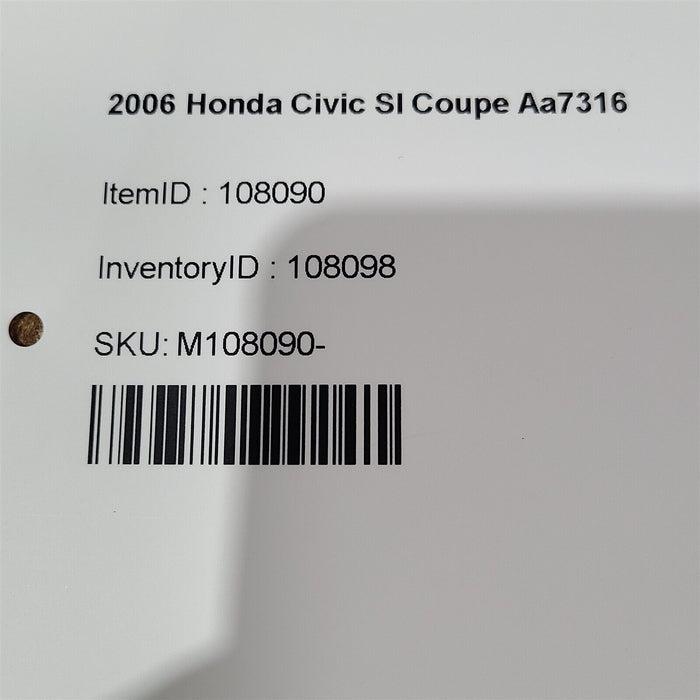 2006 Honda Civic SI Coupe Aa7316
ItemID : 108090
InventoryID : 108098
SKU: M108090-